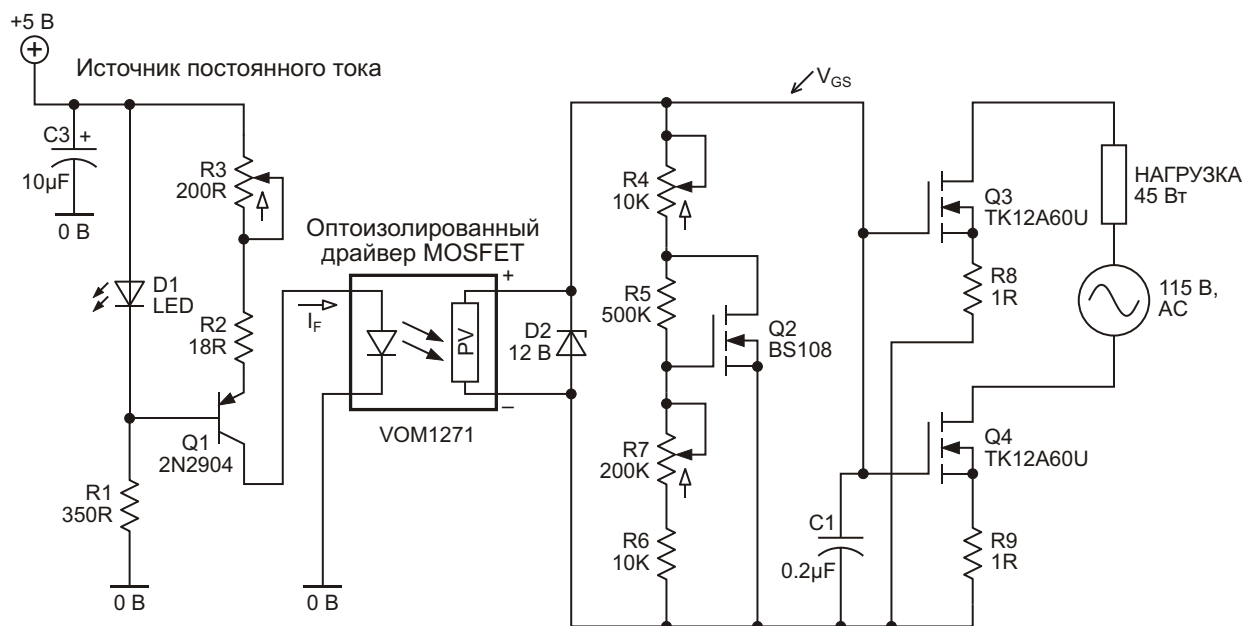 +5 В
Источник постоянного тока
V_GS
C3
+
10µF
0 В
R3
200R
D1
LED
R2
18R
Q1
2N2904
R1
350R
0 В
Оптоизолированный
драйвер MOSFET
I_F
PV
+
–
VOM1271
0 В
D2
12 В
R4
10K
R5
500K
Q2
BS108
R7
200K
R6
10K
Q3
TK12A60U
R8
1R
НАГРУЗКА
45 Вт
115 В,
AC
Q4
TK12A60U
C1
0.2µF
R9
1R